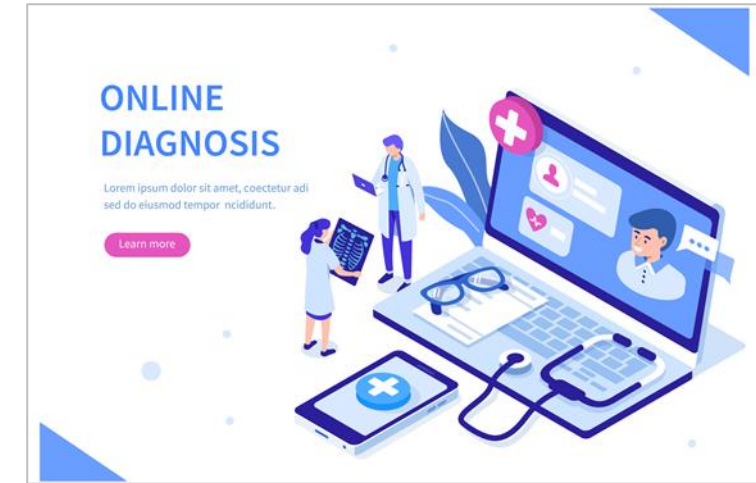 ONLINE
DIAGNOSIS
Lorem ipsum dolor sit amet, coectetur adi
sed do eiusmod tempor ncididunt.
Learn more